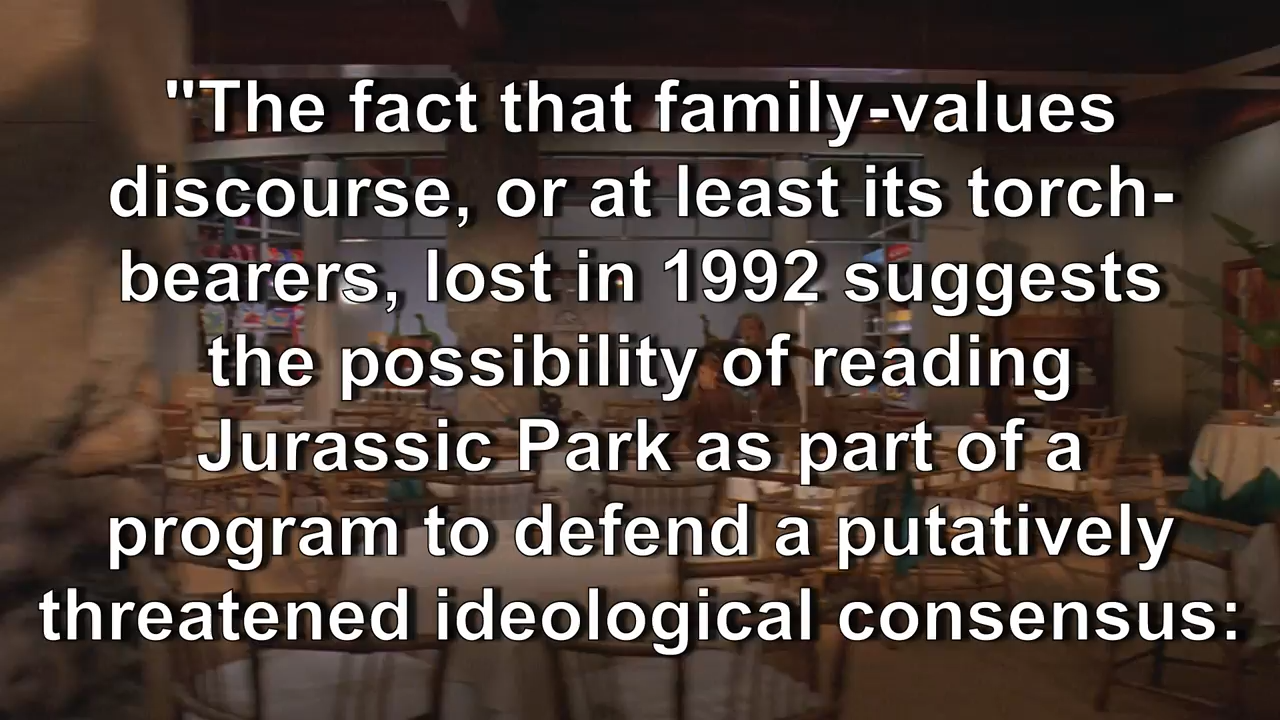 "The fact that family-values
discourse, or at least its torch-
bearers, lost in 1992 suggests
the possibility of reading
Jurassic Park as part of a
program to defend a putatively
threatened ideological consensus: